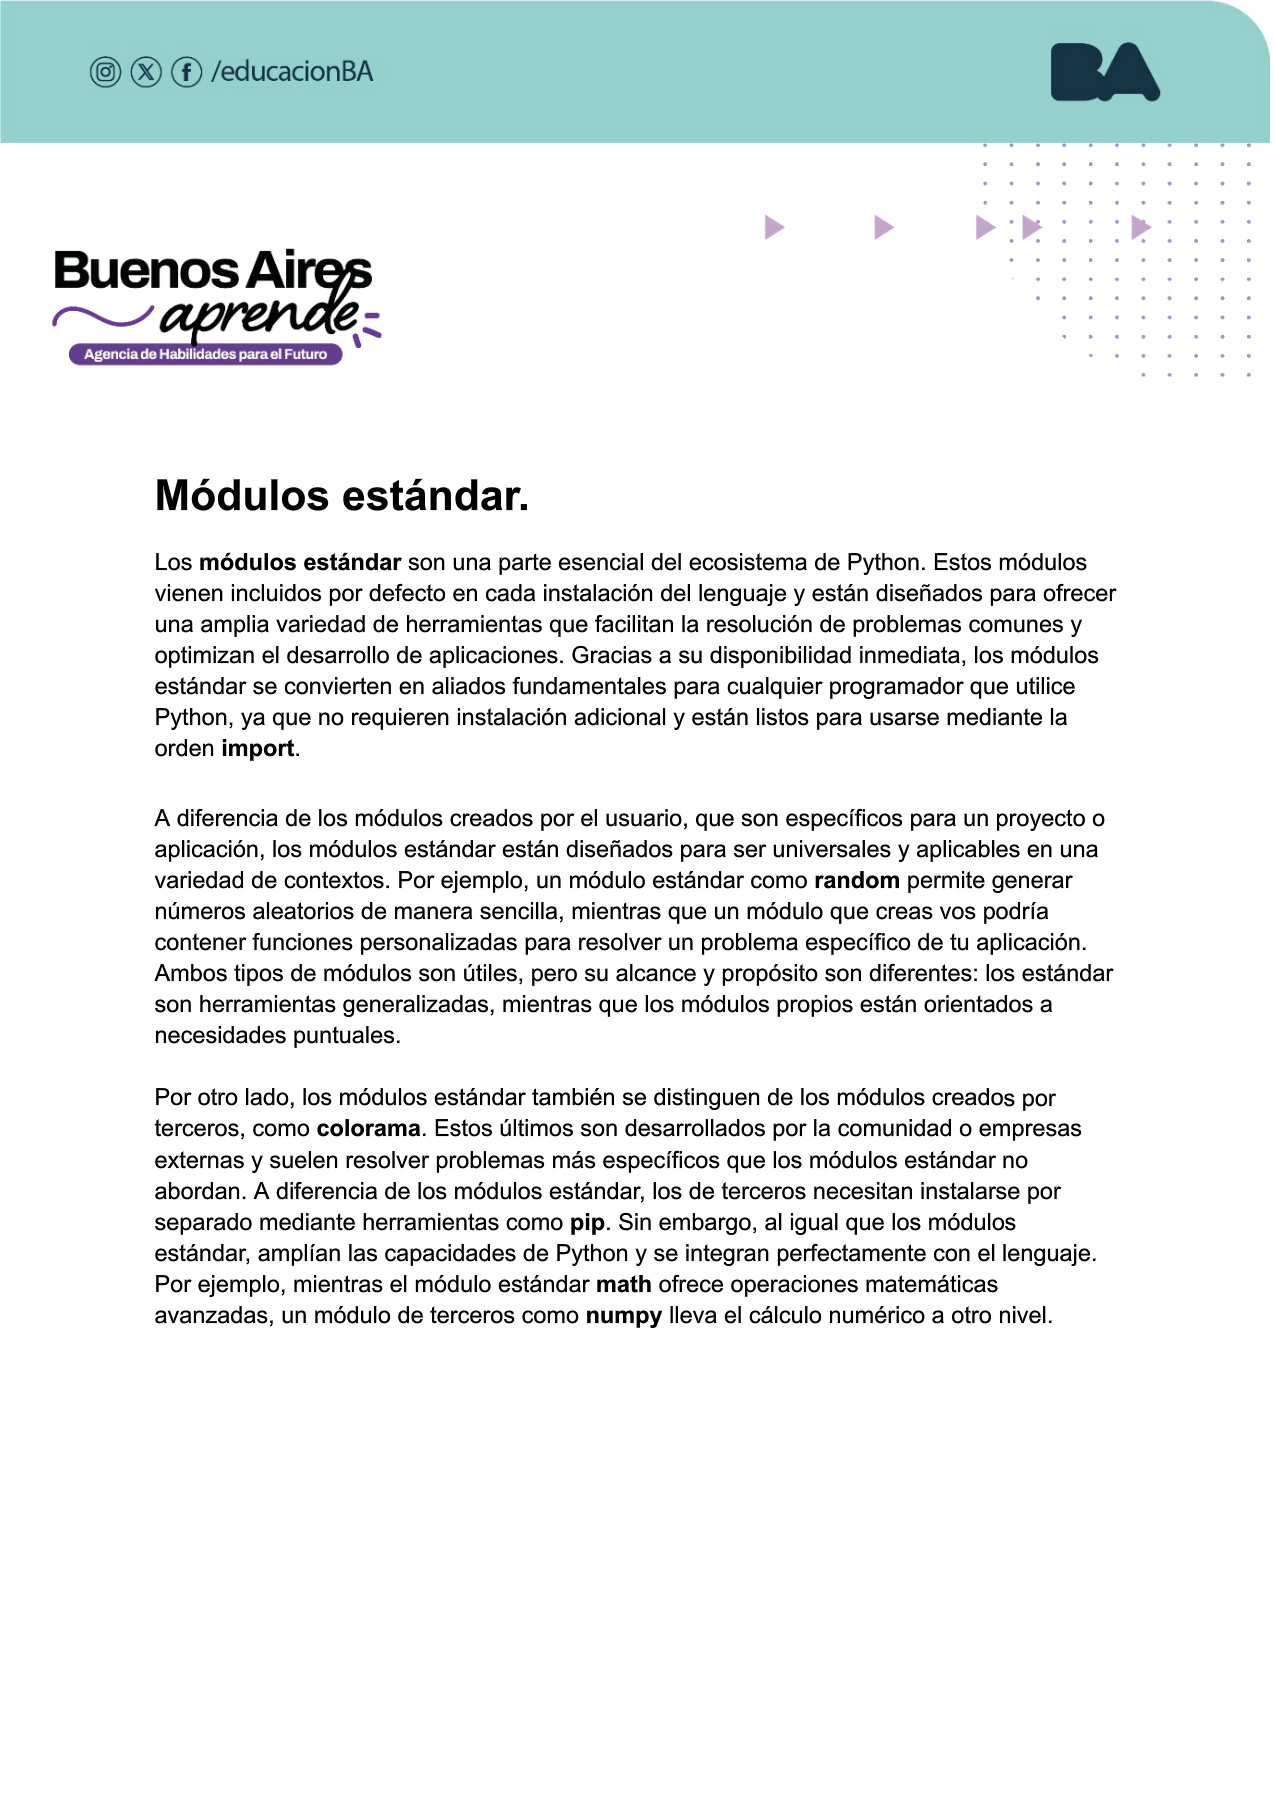 /educacionBA
BA
Buenos Aires
aprende
Agencia de Habilidades para el Futuro
Módulos estándar.
Los módulos estándar son una parte esencial del ecosistema de Python. Estos módulos
vienen incluidos por defecto en cada instalación del lenguaje y están diseñados para ofrecer
una amplia variedad de herramientas que facilitan la resolución de problemas comunes y
optimizan el desarrollo de aplicaciones. Gracias a su disponibilidad inmediata, los módulos
estándar se convierten en aliados fundamentales para cualquier programador que utilice
Python, ya que no requieren instalación adicional y están listos para usarse mediante la
orden import.
A diferencia de los módulos creados por el usuario, que son específicos para un proyecto o
aplicación, los módulos estándar están diseñados para ser universales y aplicables en una
variedad de contextos. Por ejemplo, un módulo estándar como random permite generar
números aleatorios de manera sencilla, mientras que un módulo que creas vos podría
contener funciones personalizadas para resolver un problema específico de tu aplicación.
Ambos tipos de módulos son útiles, pero su alcance y propósito son diferentes: los estándar
son herramientas generalizadas, mientras que los módulos propios están orientados a
necesidades puntuales.
Por otro lado, los módulos estándar también se distinguen de los módulos creados por
terceros, como colorama. Estos últimos son desarrollados por la comunidad o empresas
externas y suelen resolver problemas más específicos que los módulos estándar no
abordan. A diferencia de los módulos estándar, los de terceros necesitan instalarse por
separado mediante herramientas como pip. Sin embargo, al igual que los módulos
estándar, amplían las capacidades de Python y se integran perfectamente con el lenguaje.
Por ejemplo, mientras el módulo estándar math ofrece operaciones matemáticas
avanzadas, un módulo de terceros como numpy lleva el cálculo numérico a otro nivel.